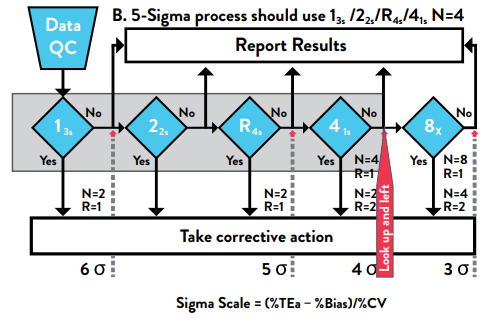 B. 5-Sigma process should use 1₃ₛ /2₂ₛ/R₄ₛ/4₁ₛ N=4
Data
QC
Report Results
No No No No No
1₃ₛ 2₂ₛ R₄ₛ 4₁ₛ 8ₓ
Yes Yes Yes Yes Yes
N=4 N=8
R=1 R=1
N=2 N=2 N=2 N=4
R=1 R=1 R=2 R=2
Look up and left
Take corrective action
6 σ 5 σ 4 σ 3 σ
Sigma Scale = (%TEa – %Bias)/%CV